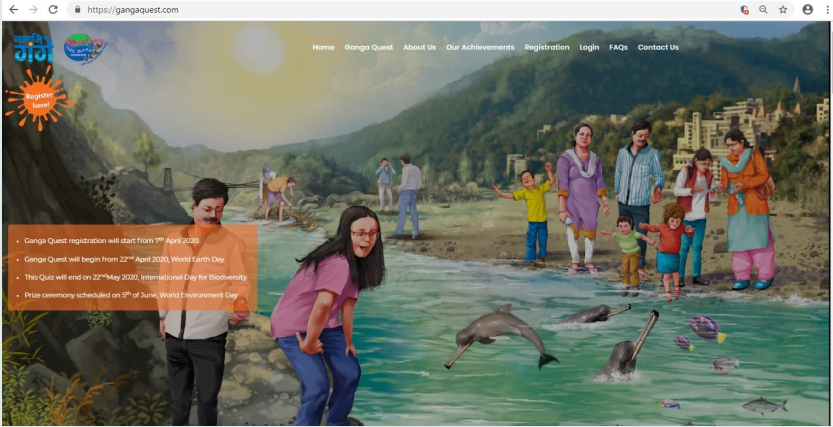 https://gangaquest.com
नमामि
गंगे
Home Ganga Quest About Us Our Achievements Registration Login FAQs Contact Us
Register
here!
• Ganga Quest registration will start from 7th April 2020.
• Ganga Quest will begin from 22nd April 2020, World Earth Day
• This Quiz will end on 22ndMay 2020, International Day for Biodiversity
• Prize ceremony scheduled on 5th of June, World Environment Day